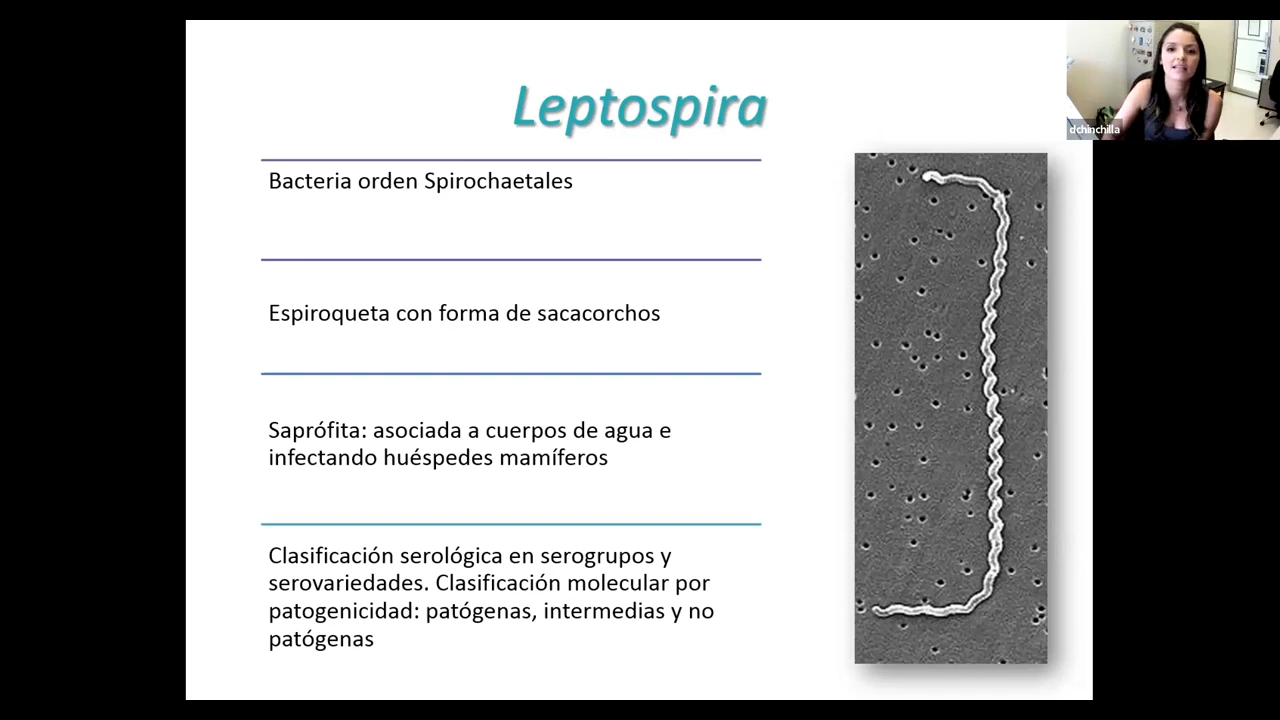 Leptospira
dchinchilla
Bacteria orden Spirochaetales
Espiroqueta con forma de sacacorchos
Saprófita: asociada a cuerpos de agua e
infectando huéspedes mamíferos
Clasificación serológica en serogrupos y
serovariedades. Clasificación molecular por
patogenicidad: patógenas, intermedias y no
patógenas